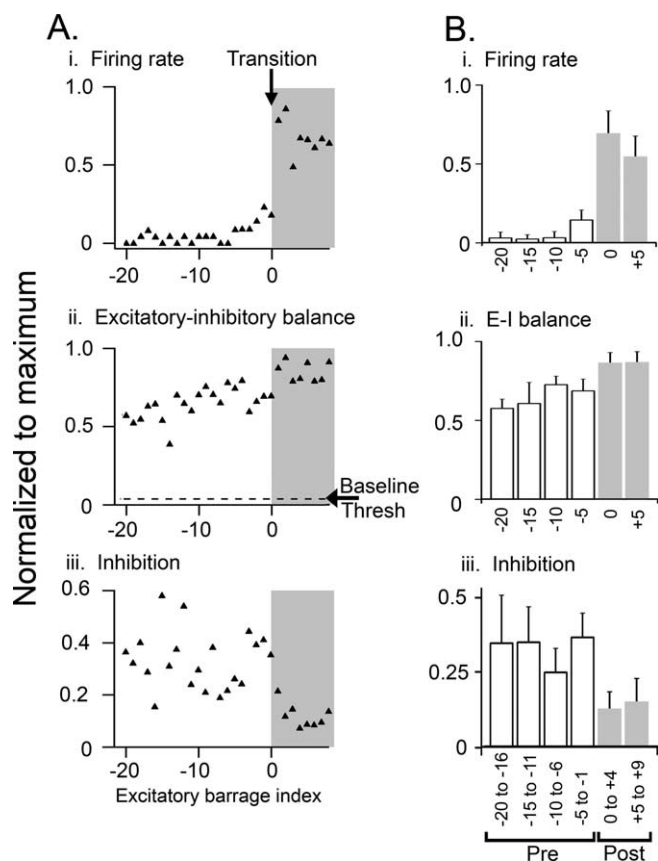 A.
i. Firing rate
Transition
1.0
0.5
0
-20
-10
0
ii. Excitatory-inhibitory balance
1.0
0.5
0
Baseline
Thresh
-20
-10
0
iii. Inhibition
0.6
0.4
0.2
0
-20
-10
0
Excitatory barrage index
Normalized to maximum
B.
i. Firing rate
1.0
0.5
0
-20
-15
-10
-5
0
+5
ii. E-I balance
1.0
0.5
0
-20
-15
-10
-5
0
+5
iii. Inhibition
0.5
0.25
0
-20 to -16
-15 to -11
-10 to -6
-5 to -1
0 to +4
+5 to +9
Pre
Post